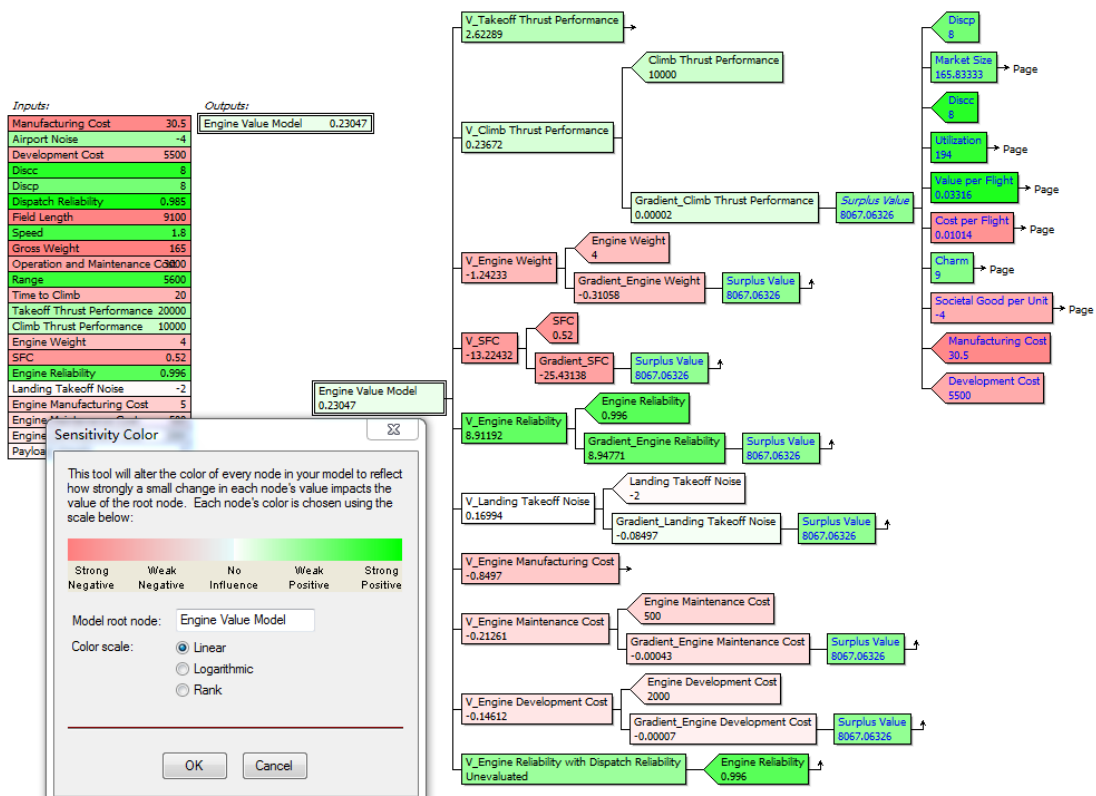 Inputs:
Manufacturing Cost 30.5
Airport Noise -4
Development Cost 5500
Discc 8
Discp 8
Dispatch Reliability 0.985
Field Length 9100
Speed 1.8
Gross Weight 165
Operation and Maintenance Cost 3000
Range 5600
Time to Climb 20
Takeoff Thrust Performance 20000
Climb Thrust Performance 10000
Engine Weight 4
SFC 0.52
Engine Reliability 0.996
Landing Takeoff Noise -2
Engine Manufacturing Cost 5
Engine
Engine
Payloa
Outputs:
Engine Value Model 0.23047
Sensitivity Color
This tool will alter the color of every node in your model to reflect
how strongly a small change in each node's value impacts the
value of the root node. Each node's color is chosen using the
scale below:
Strong Negative
Weak Negative
No Influence
Weak Positive
Strong Positive
Model root node: Engine Value Model
Color scale:
Linear
Logarithmic
Rank
OK
Cancel
Engine Value Model
0.23047
V_Takeoff Thrust Performance
2.62289
V_Climb Thrust Performance
0.23672
Climb Thrust Performance
10000
Gradient_Climb Thrust Performance
0.00002
Surplus Value
8067.06326
Discp
8
Market Size
165.83333
Page
Discc
8
Utilization
194
Page
Value per Flight
0.03316
Page
Cost per Flight
0.01014
Page
Charm
9
Page
Societal Good per Unit
-4
Page
Manufacturing Cost
30.5
Development Cost
5500
V_Engine Weight
-1.24233
Engine Weight
4
Gradient_Engine Weight
-0.31058
Surplus Value
8067.06326
V_SFC
-13.22432
SFC
0.52
Gradient_SFC
-25.43138
Surplus Value
8067.06326
V_Engine Reliability
8.91192
Engine Reliability
0.996
Gradient_Engine Reliability
8.94771
Surplus Value
8067.06326
V_Landing Takeoff Noise
0.16994
Landing Takeoff Noise
-2
Gradient_Landing Takeoff Noise
-0.08497
Surplus Value
8067.06326
V_Engine Manufacturing Cost
-0.8497
V_Engine Maintenance Cost
-0.21261
Engine Maintenance Cost
500
Gradient_Engine Maintenance Cost
-0.00043
Surplus Value
8067.06326
V_Engine Development Cost
-0.14612
Engine Development Cost
2000
Gradient_Engine Development Cost
-0.00007
Surplus Value
8067.06326
V_Engine Reliability with Dispatch Reliability
Unevaluated
Engine Reliability
0.996